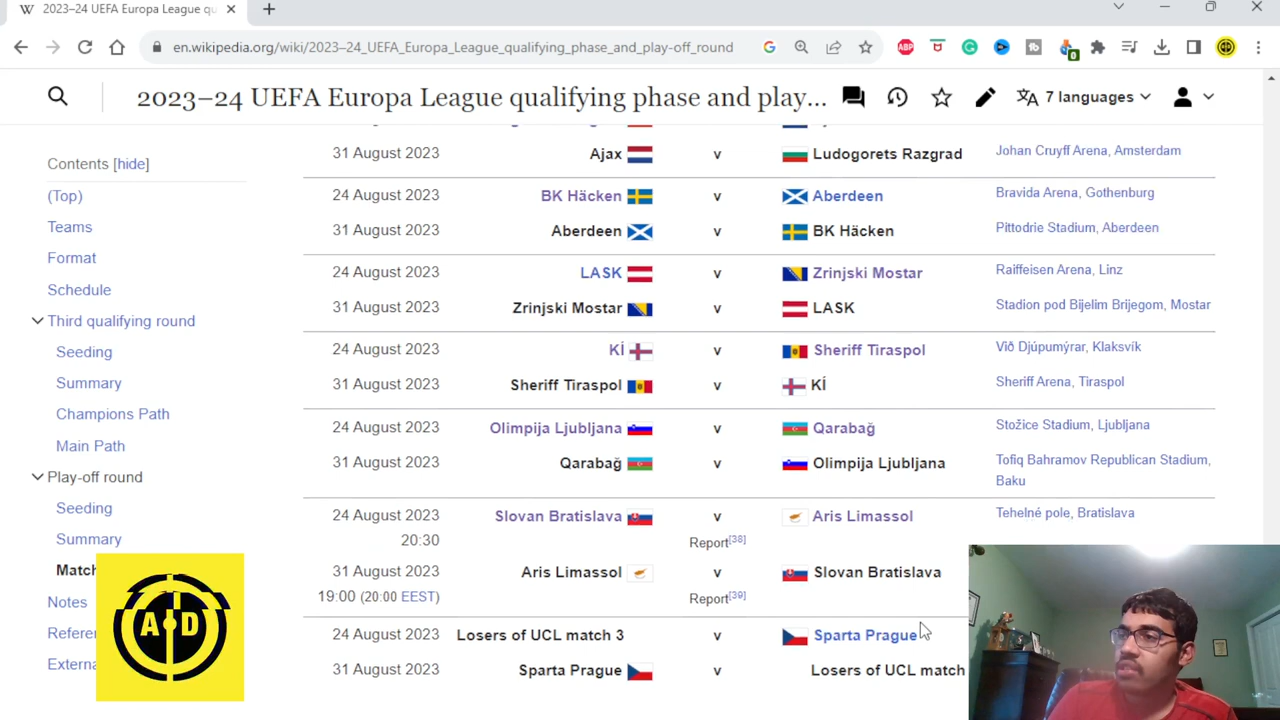 2023–24 UEFA Europa League qu
en.wikipedia.org/wiki/2023–24_UEFA_Europa_League_qualifying_phase_and_play-off_round
ABP
0
AD
2023–24 UEFA Europa League qualifying phase and play...
7 languages
Contents [hide]
(Top)
Teams
Format
Schedule
Third qualifying round
Seeding
Summary
Champions Path
Main Path
Play-off round
Seeding
Summary
Match
Notes
Refere
Externa
31 August 2023 Ajax v Ludogorets Razgrad Johan Cruyff Arena, Amsterdam
24 August 2023 BK Häcken v Aberdeen Bravida Arena, Gothenburg
31 August 2023 Aberdeen v BK Häcken Pittodrie Stadium, Aberdeen
24 August 2023 LASK v Zrinjski Mostar Raiffeisen Arena, Linz
31 August 2023 Zrinjski Mostar v LASK Stadion pod Bijelim Brijegom, Mostar
24 August 2023 KÍ v Sheriff Tiraspol Við Djúpumýrar, Klaksvík
31 August 2023 Sheriff Tiraspol v KÍ Sheriff Arena, Tiraspol
24 August 2023 Olimpija Ljubljana v Qarabağ Stožice Stadium, Ljubljana
31 August 2023 Qarabağ v Olimpija Ljubljana Tofiq Bahramov Republican Stadium,
Baku
24 August 2023 Slovan Bratislava v Aris Limassol Tehelné pole, Bratislava
20:30 Report[38]
31 August 2023 Aris Limassol v Slovan Bratislava
19:00 (20:00 EEST) Report[39]
24 August 2023 Losers of UCL match 3 v Sparta Prague
31 August 2023 Sparta Prague v Losers of UCL match
AD